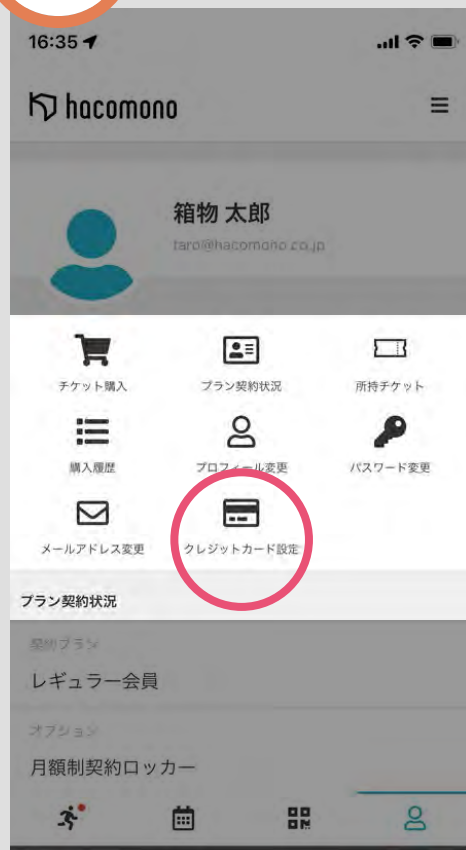 16:35
hacomono
箱物 太郎
taro@hacomono.co.jp
チケット購入
プラン契約状況
所持チケット
購入履歴
プロフィール変更
パスワード変更
メールアドレス変更
クレジットカード設定
プラン契約状況
契約プラン
レギュラー会員
オプション
月額制契約ロッカー